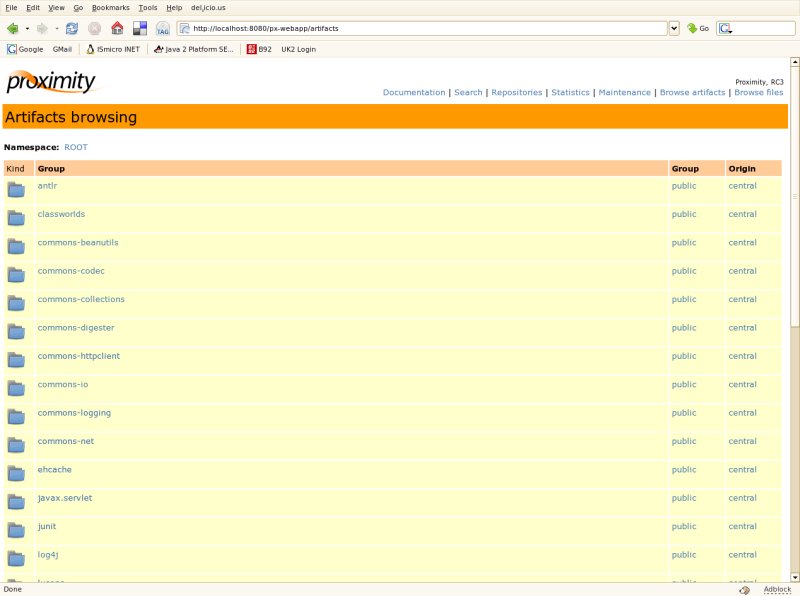 File Edit View Go Bookmarks Tools Help del.icio.us
TAG http://localhost:8080/px-webapp/artifacts Go
Google GMail ISmicro INET Java 2 Platform SE... B92 UK2 Login
proximity
Proximity, RC3
Documentation | Search | Repositories | Statistics | Maintenance | Browse artifacts | Browse files
Artifacts browsing
Namespace: ROOT
Kind Group Group Origin
antlr public central
classworlds public central
commons-beanutils public central
commons-codec public central
commons-collections public central
commons-digester public central
commons-httpclient public central
commons-io public central
commons-logging public central
commons-net public central
ehcache public central
javax.servlet public central
junit public central
log4j public central
Done Adblock